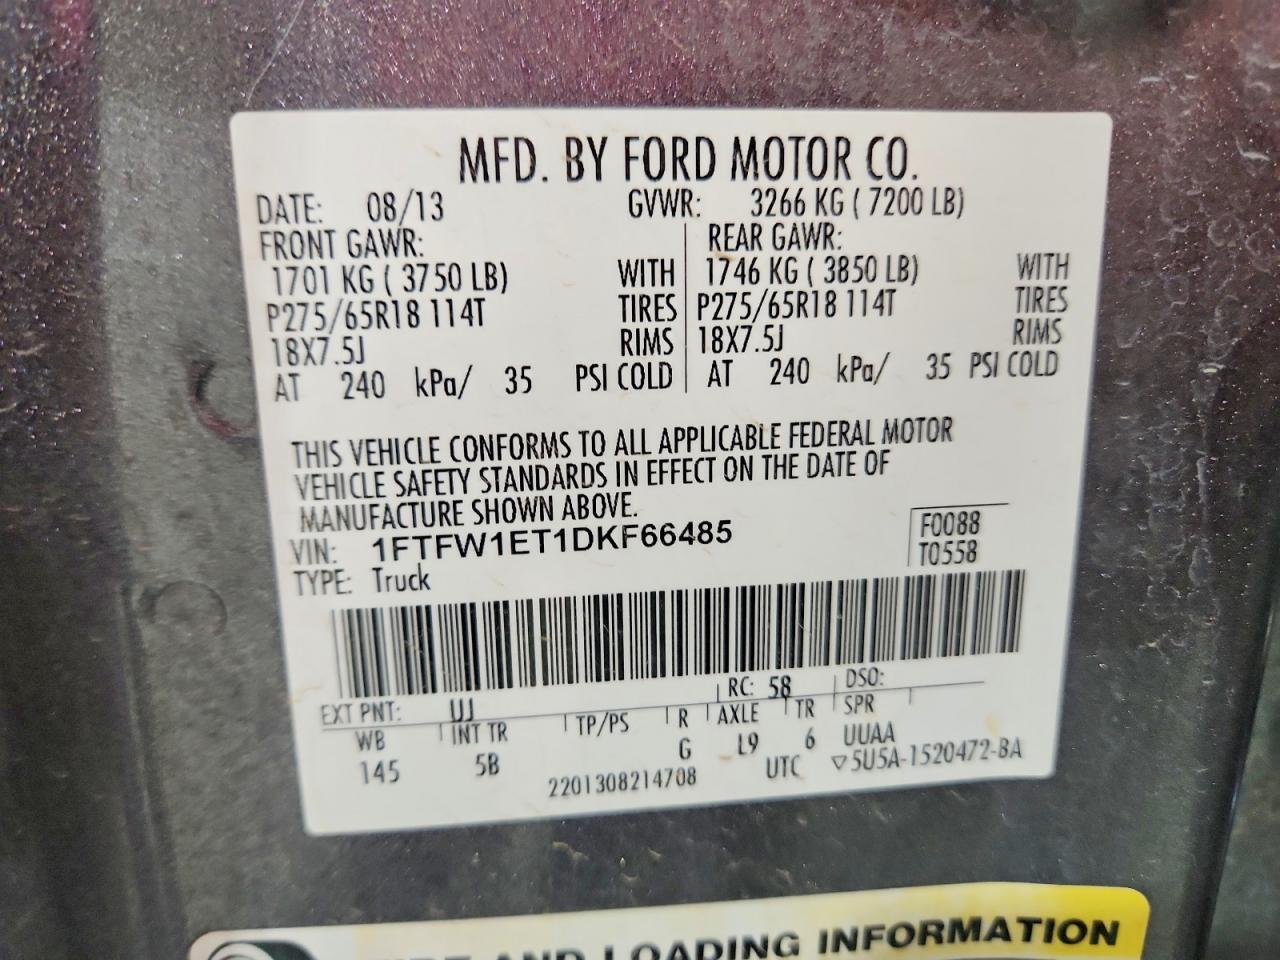 MFD. BY FORD MOTOR CO.
DATE: 08/13 GVWR: 3266 KG ( 7200 LB)
FRONT GAWR: REAR GAWR:
1701 KG ( 3750 LB) WITH 1746 KG ( 3850 LB) WITH
P275/65R18 114T TIRES P275/65R18 114T TIRES
18X7.5J RIMS 18X7.5J RIMS
AT 240 kPa/ 35 PSI COLD AT 240 kPa/ 35 PSI COLD
THIS VEHICLE CONFORMS TO ALL APPLICABLE FEDERAL MOTOR
VEHICLE SAFETY STANDARDS IN EFFECT ON THE DATE OF
MANUFACTURE SHOWN ABOVE.
VIN: 1FTFW1ET1DKF66485 F0088
TYPE: Truck T0558
EXT PNT: UJ RC: 58 DSO:
WB INT TR TP/PS R AXLE TR SPR
145 5B G L9 6 UUAA
2201308214708 UTC ▽5U5A-1520472-BA
AND LOADING INFORMATION